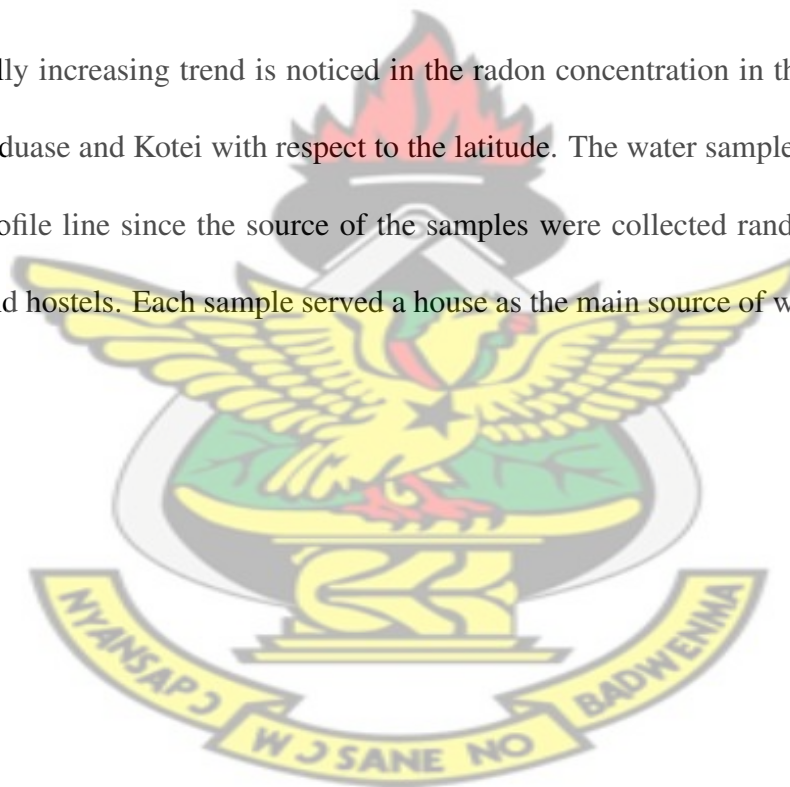 lly increasing trend is noticed in the radon concentration in th
duase and Kotei with respect to the latitude. The water sample
ofile line since the source of the samples were collected rand
nd hostels. Each sample served a house as the main source of w
NYANSAPƆ
WƆSANE NO
BADWENMA